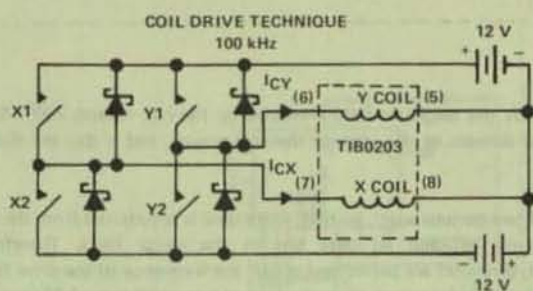 COIL DRIVE TECHNIQUE
100 kHz
12 V
+ −
X1
Y1
ICY
(6)
Y COIL
(5)
TIB0203
ICX
(7)
X COIL
(8)
X2
Y2
− +
12 V